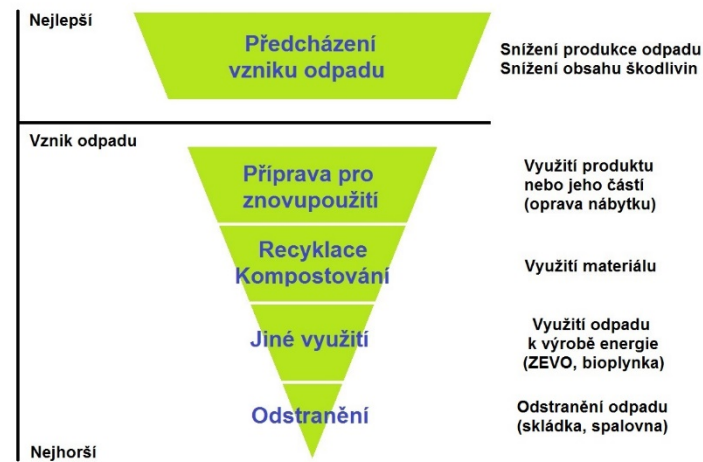 Nejlepší
Předcházení
vzniku odpadu
Snížení produkce odpadu
Snížení obsahu škodlivin
Vznik odpadu
Příprava pro
znovupoužití
Využití produktu
nebo jeho částí
(oprava nábytku)
Recyklace
Kompostování
Využití materiálu
Jiné využití
Využití odpadu
k výrobě energie
(ZEVO, bioplynka)
Odstranění
Odstranění odpadu
(skládka, spalovna)
Nejhorší